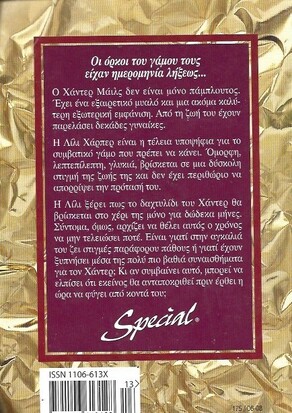 Οι όρκοι του γάμου τους
είχαν ημερομηνία λήξεως...
Ο Χάντερ Μάιλς δεν είναι μόνο πάμπλουτος.
Έχει ένα εξαιρετικό μυαλό και μια ακόμα καλύ-
τερη εξωτερική εμφάνιση. Από τη ζωή του έχουν
παρελάσει δεκάδες γυναίκες.
Η Λίλι Χάρπερ είναι η τέλεια υποψήφια για το
συμβατικό γάμο που πρέπει να κάνει. Όμορφη,
λεπτεπίλεπτη, γλυκιά, βρίσκεται σε μια δύσκολη
στιγμή της ζωής της και δεν έχει περιθώριο να
απορρίψει την πρότασή του.
Η Λίλι ξέρει πως το δαχτυλίδι του Χάντερ θα
βρίσκεται στο χέρι της μόνο για δώδεκα μήνες.
Σύντομα, όμως, αρχίζει να θέλει αυτός ο χρόνος
να μην τελειώσει ποτέ. Είναι γιατί στην αγκαλιά
του ζει στιγμές παράφορου πάθους ή γιατί έχουν
ξυπνήσει μέσα της πολύ πιο βαθιά συναισθήματα
για τον Χάντερ; Κι αν συμβαίνει αυτό, μπορεί να
ελπίσει ότι εκείνος θα ανταποκριθεί πριν έρθει η
ώρα να φύγει από κοντά του;
Special®
ISSN 1106-613X
13